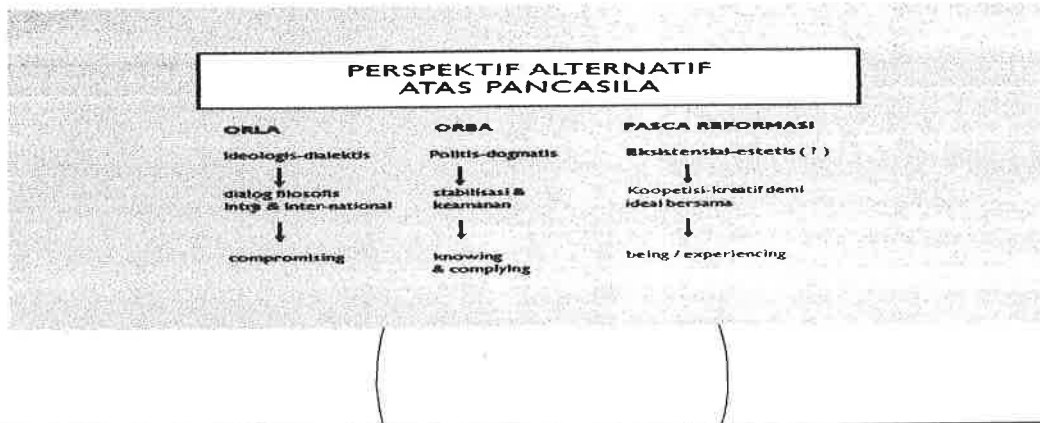 PERSPEKTIF ALTERNATIF
ATAS PANCASILA
ORLA
Ideologis-dialektis
dialog filosofis
intra & inter-national
compromising
ORBA
Politis-dogmatis
stabilisasi &
keamanan
knowing
& complying
PASCA REFORMASI
Eksistensial-estetis ( ? )
Koopetisi-kreatif demi
ideal bersama
being / experiencing